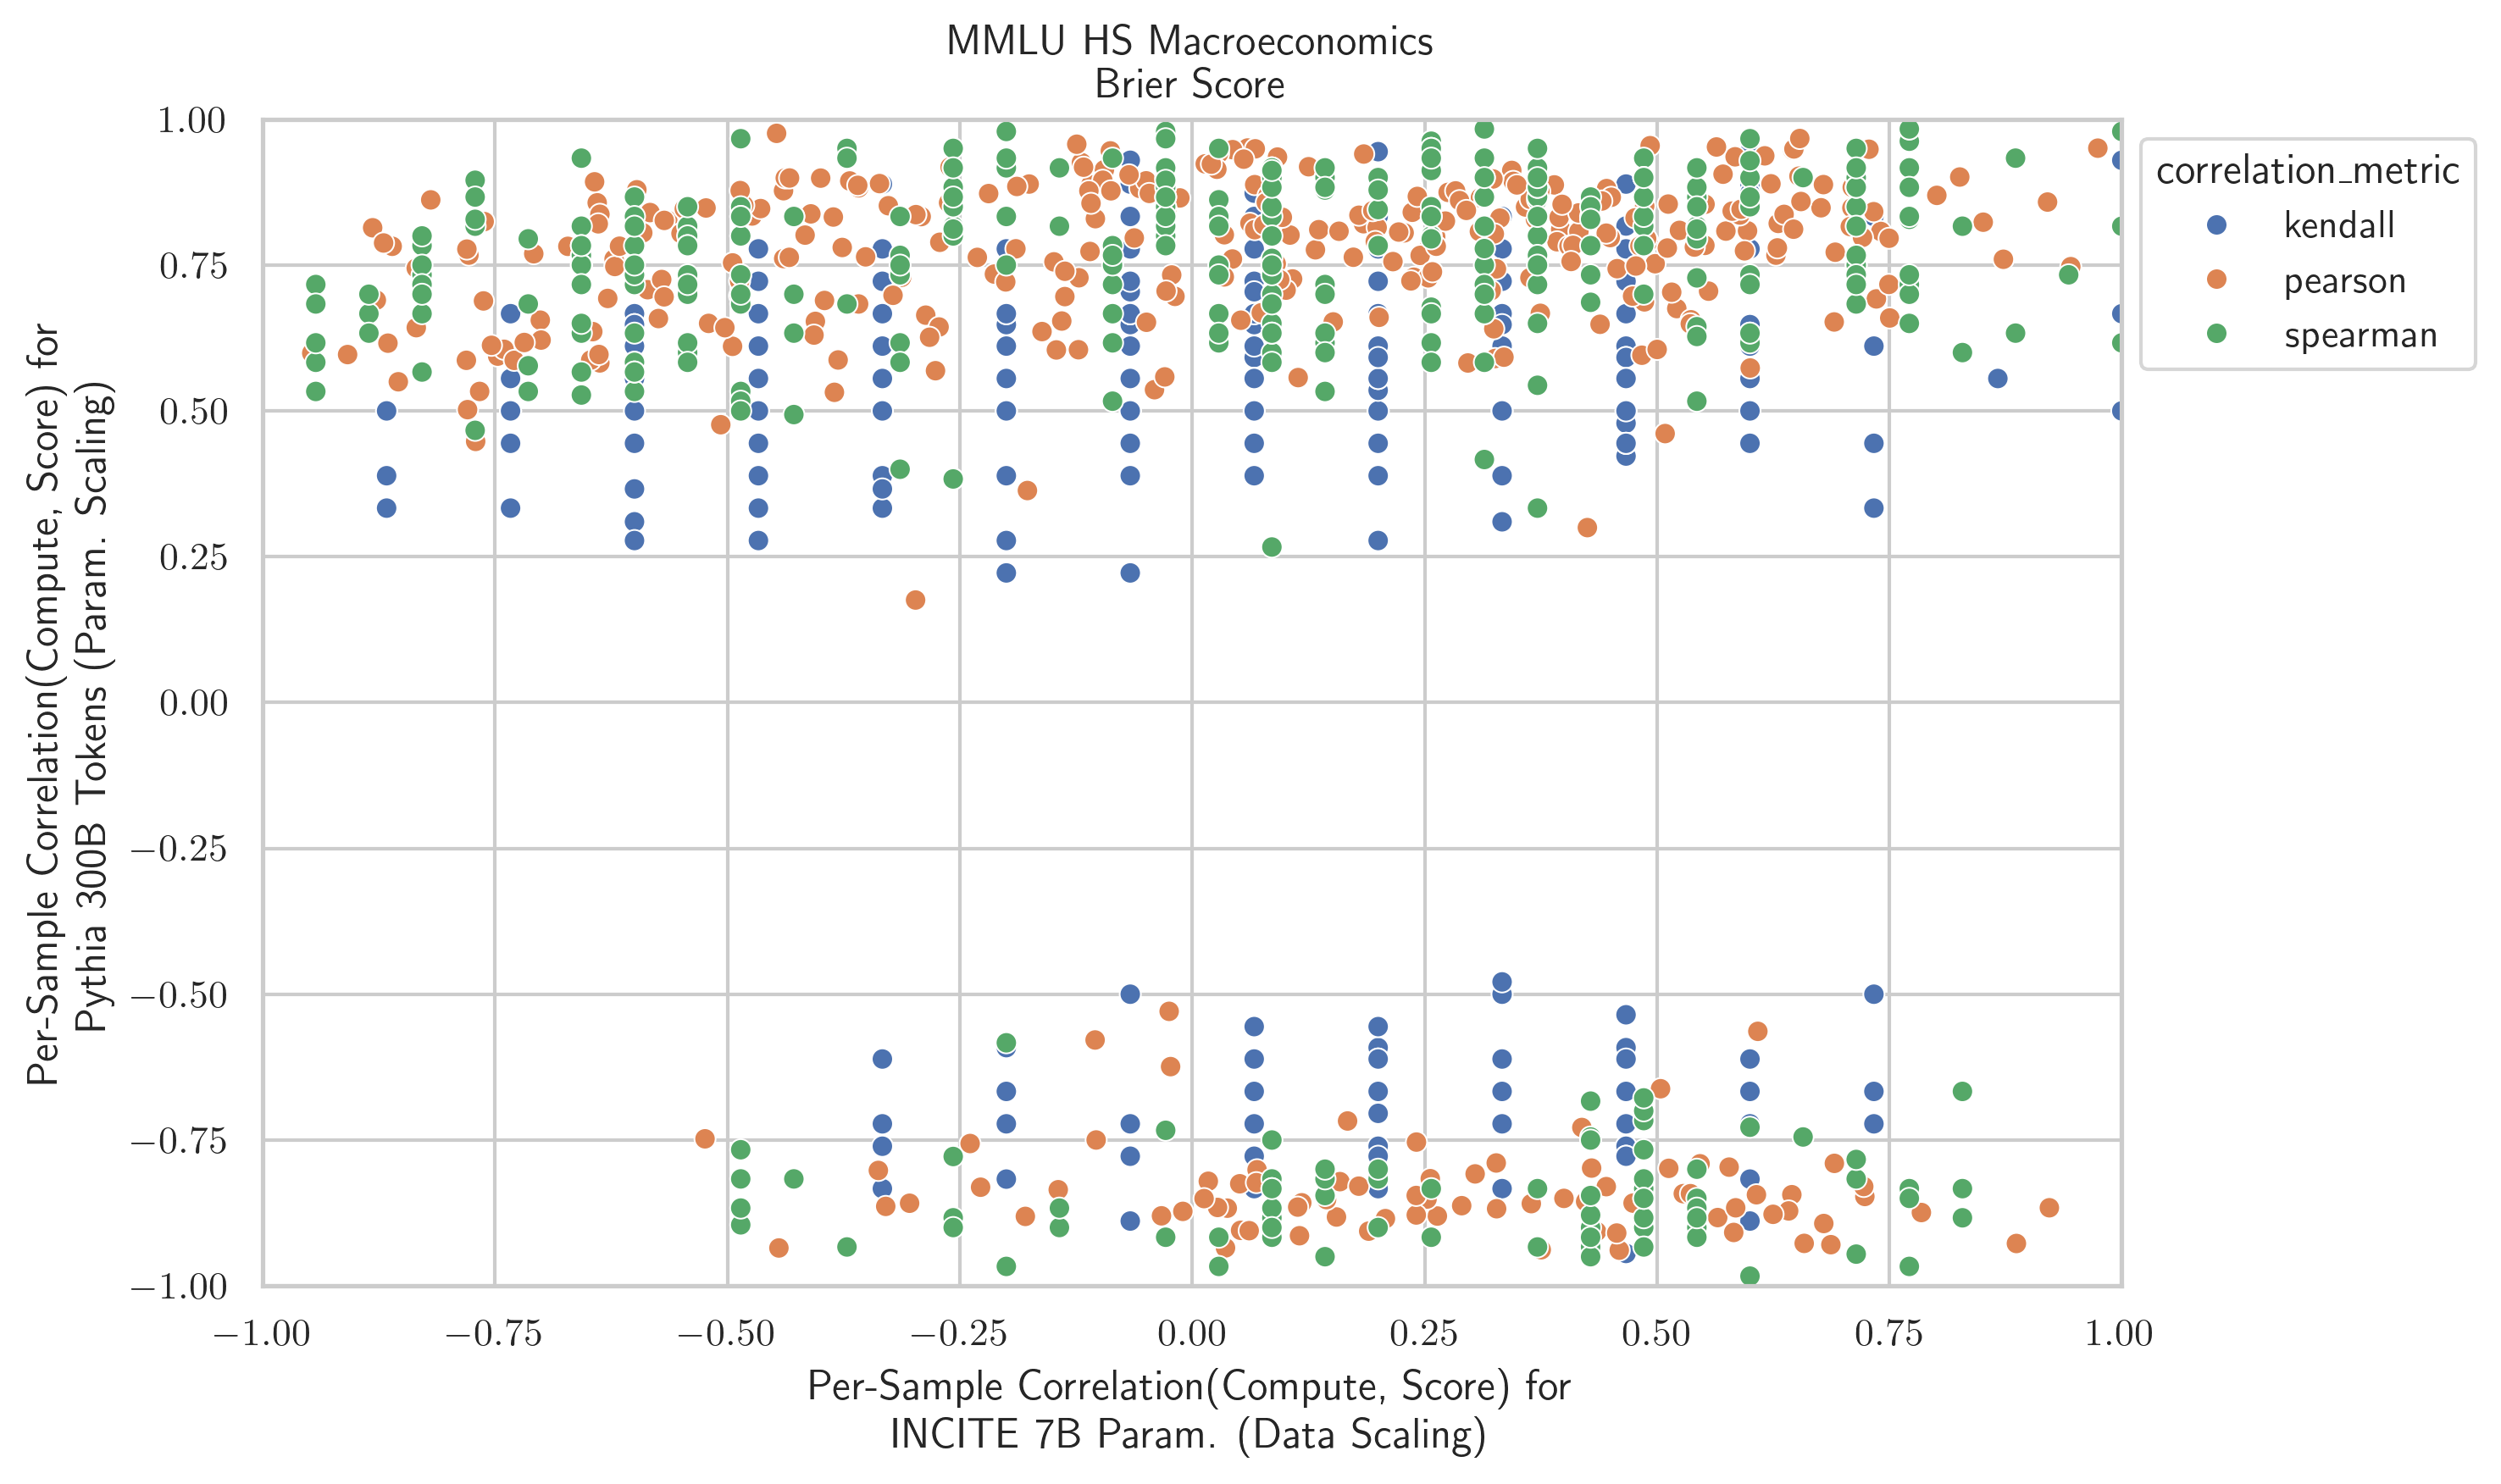 MMLU HS Macroeconomics
Brier Score
Per-Sample Correlation(Compute, Score) for
Pythia 300B Tokens (Param. Scaling)
1.00
0.75
0.50
0.25
0.00
−0.25
−0.50
−0.75
−1.00
−1.00 −0.75 −0.50 −0.25 0.00 0.25 0.50 0.75 1.00
Per-Sample Correlation(Compute, Score) for
INCITE 7B Param. (Data Scaling)
correlation_metric
kendall
pearson
spearman